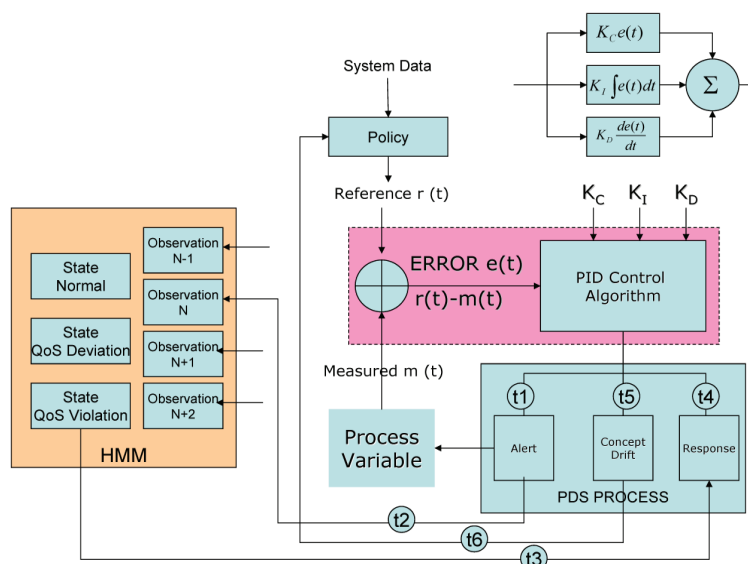 K_C e(t)
K_I ∫e(t)dt
K_D de(t)/dt
Σ
System Data
Policy
Reference r (t)
K_C
K_I
K_D
ERROR e(t)
r(t)-m(t)
PID Control
Algorithm
Measured m (t)
Process
Variable
State
Normal
State
QoS Deviation
State
QoS Violation
Observation
N-1
Observation
N
Observation
N+1
Observation
N+2
HMM
t1
t5
t4
Alert
Concept
Drift
Response
PDS PROCESS
t2
t6
t3